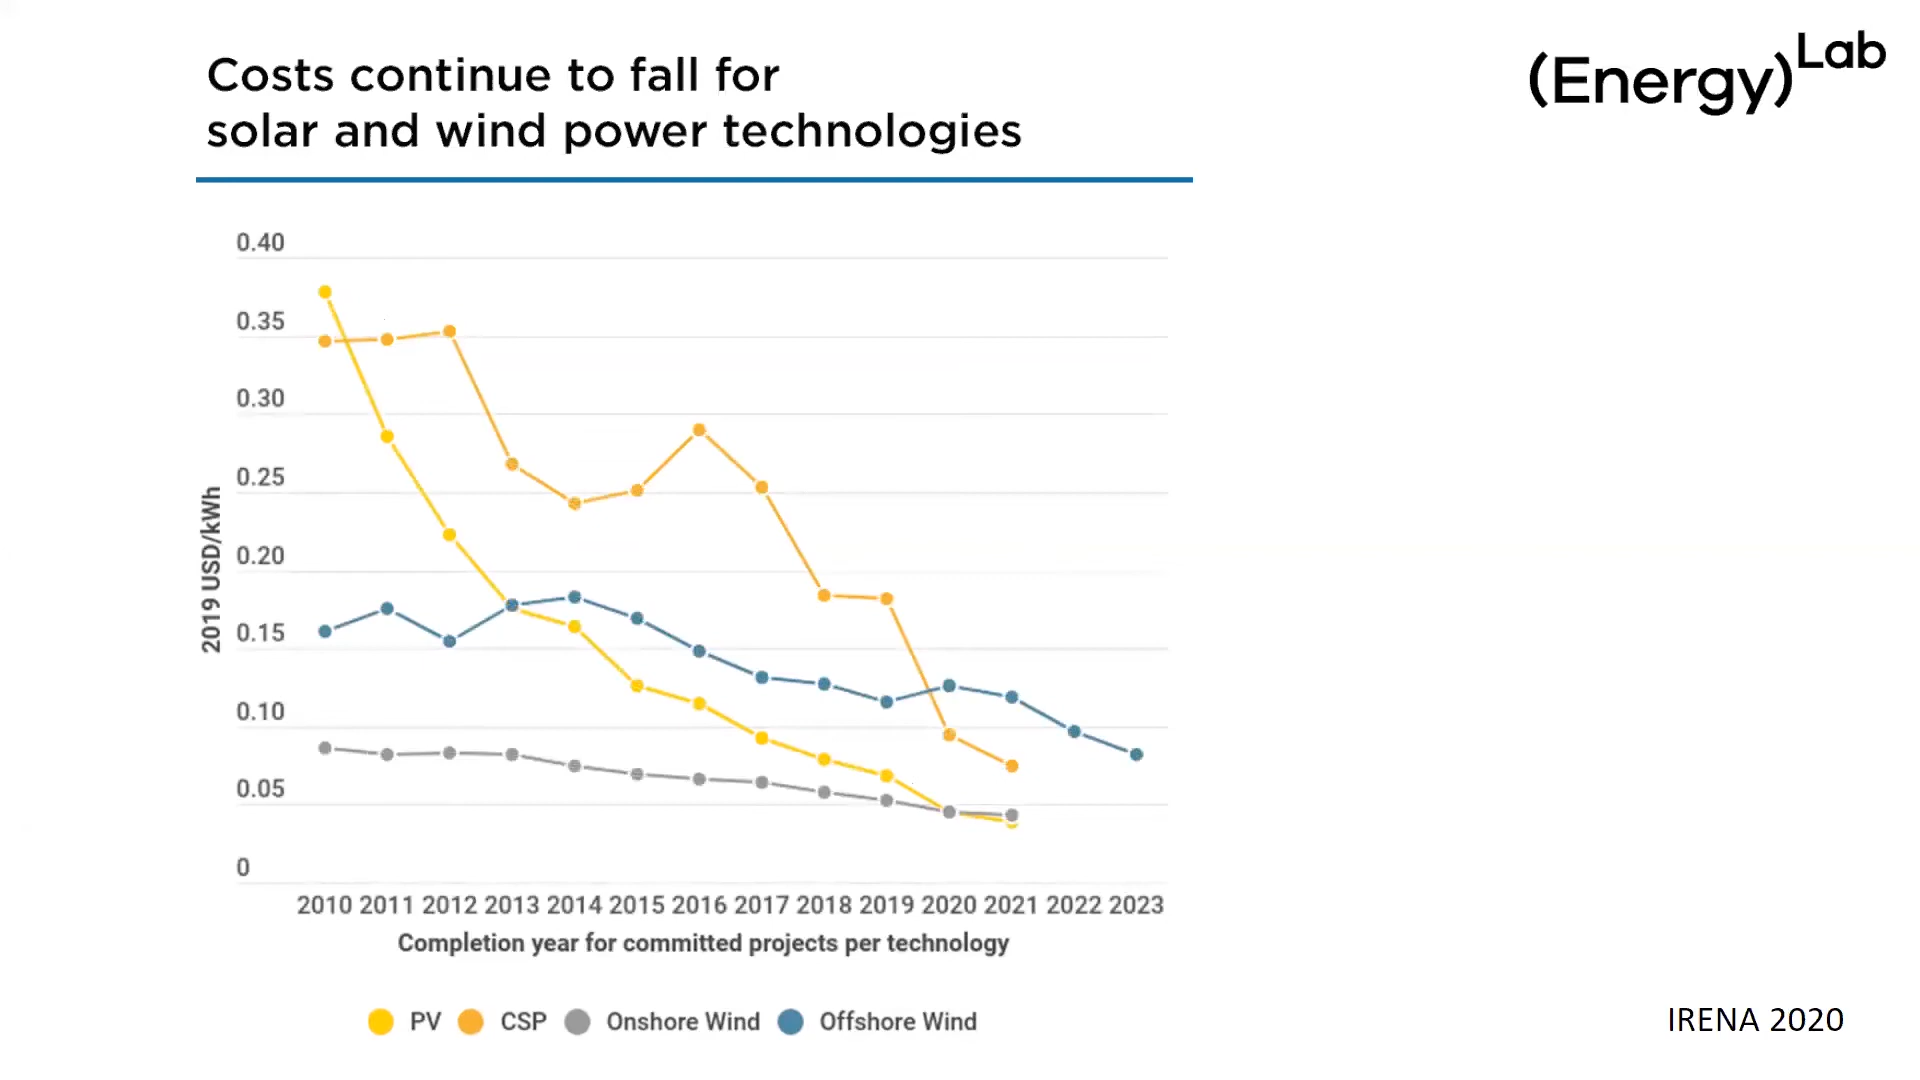 Costs continue to fall for
solar and wind power technologies
(Energy)Lab
0.40
0.35
0.30
0.25
0.20
0.15
0.10
0.05
0
2019 USD/kWh
2010 2011 2012 2013 2014 2015 2016 2017 2018 2019 2020 2021 2022 2023
Completion year for committed projects per technology
PV CSP Onshore Wind Offshore Wind
IRENA 2020